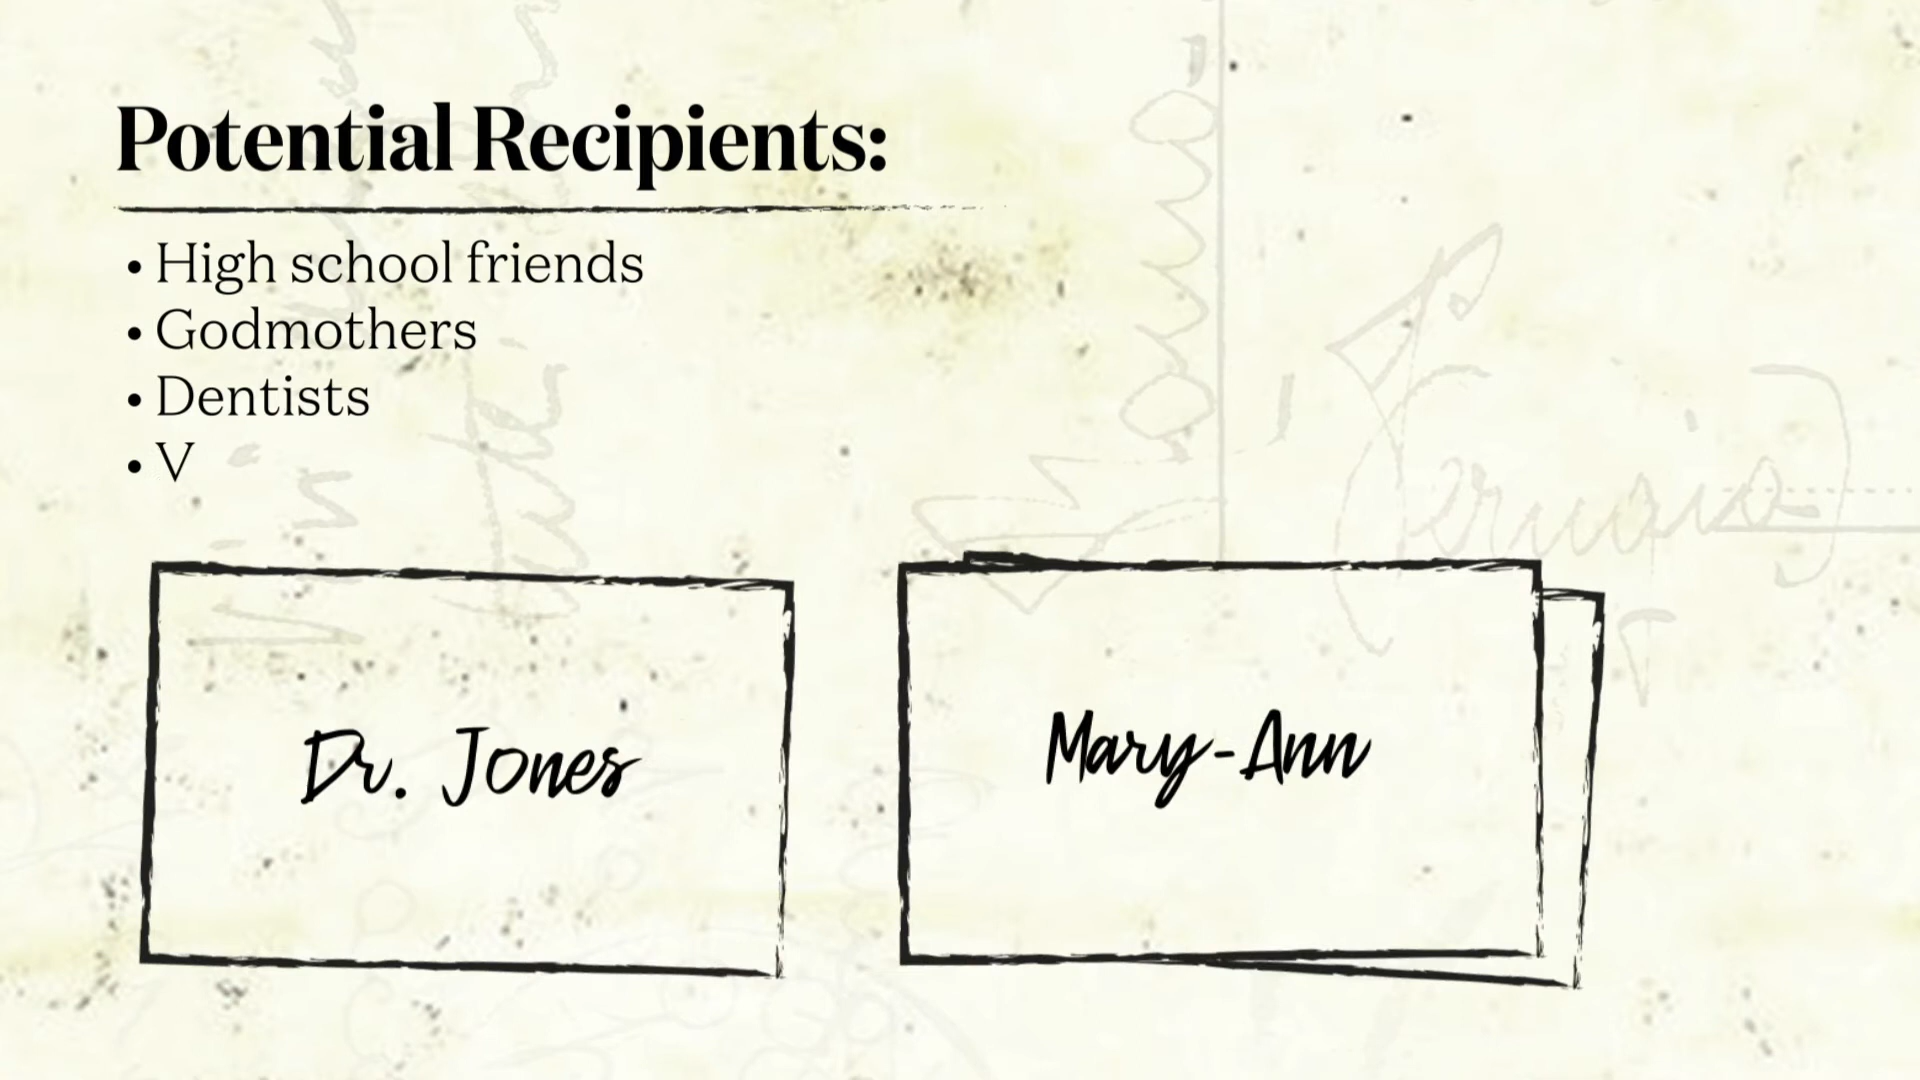 Potential Recipients:
• High school friends
• Godmothers
• Dentists
• V
Dr. Jones
Mary-Ann